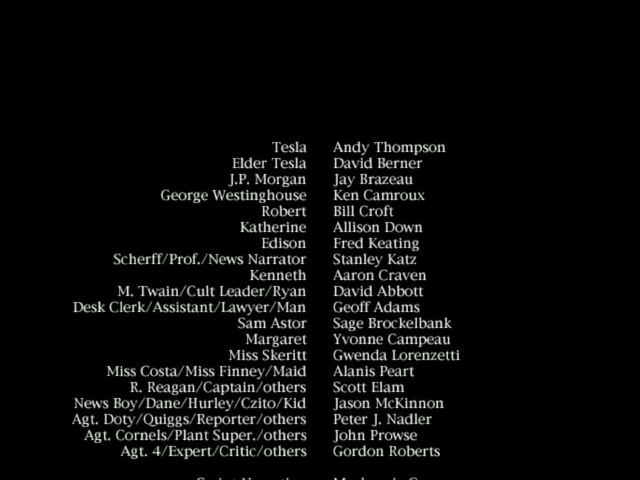 Tesla Andy Thompson
Elder Tesla David Berner
J.P. Morgan Jay Brazeau
George Westinghouse Ken Camroux
Robert Bill Croft
Katherine Allison Down
Edison Fred Keating
Scherff/Prof./News Narrator Stanley Katz
Kenneth Aaron Craven
M. Twain/Cult Leader/Ryan David Abbott
Desk Clerk/Assistant/Lawyer/Man Geoff Adams
Sam Astor Sage Brockelbank
Margaret Yvonne Campeau
Miss Skeritt Gwenda Lorenzetti
Miss Costa/Miss Finney/Maid Alanis Peart
R. Reagan/Captain/others Scott Elam
News Boy/Dane/Hurley/Czito/Kid Jason McKinnon
Agt. Doty/Quiggs/Reporter/others Peter J. Nadler
Agt. Cornels/Plant Super./others John Prowse
Agt. 4/Expert/Critic/others Gordon Roberts